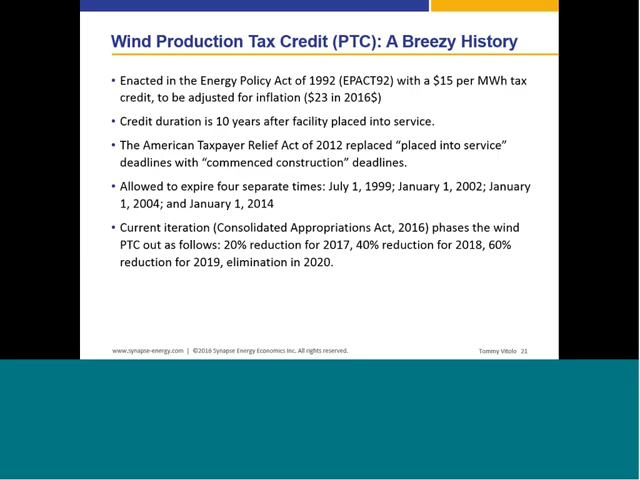 Wind Production Tax Credit (PTC): A Breezy History
• Enacted in the Energy Policy Act of 1992 (EPACT92) with a $15 per MWh tax
credit, to be adjusted for inflation ($23 in 2016$)
• Credit duration is 10 years after facility placed into service.
• The American Taxpayer Relief Act of 2012 replaced “placed into service”
deadlines with “commenced construction” deadlines.
• Allowed to expire four separate times: July 1, 1999; January 1, 2002; January
1, 2004; and January 1, 2014
• Current iteration (Consolidated Appropriations Act, 2016) phases the wind
PTC out as follows: 20% reduction for 2017, 40% reduction for 2018, 60%
reduction for 2019, elimination in 2020.
www.synapse-energy.com | ©2016 Synapse Energy Economics Inc. All rights reserved. Tommy Vitolo 21